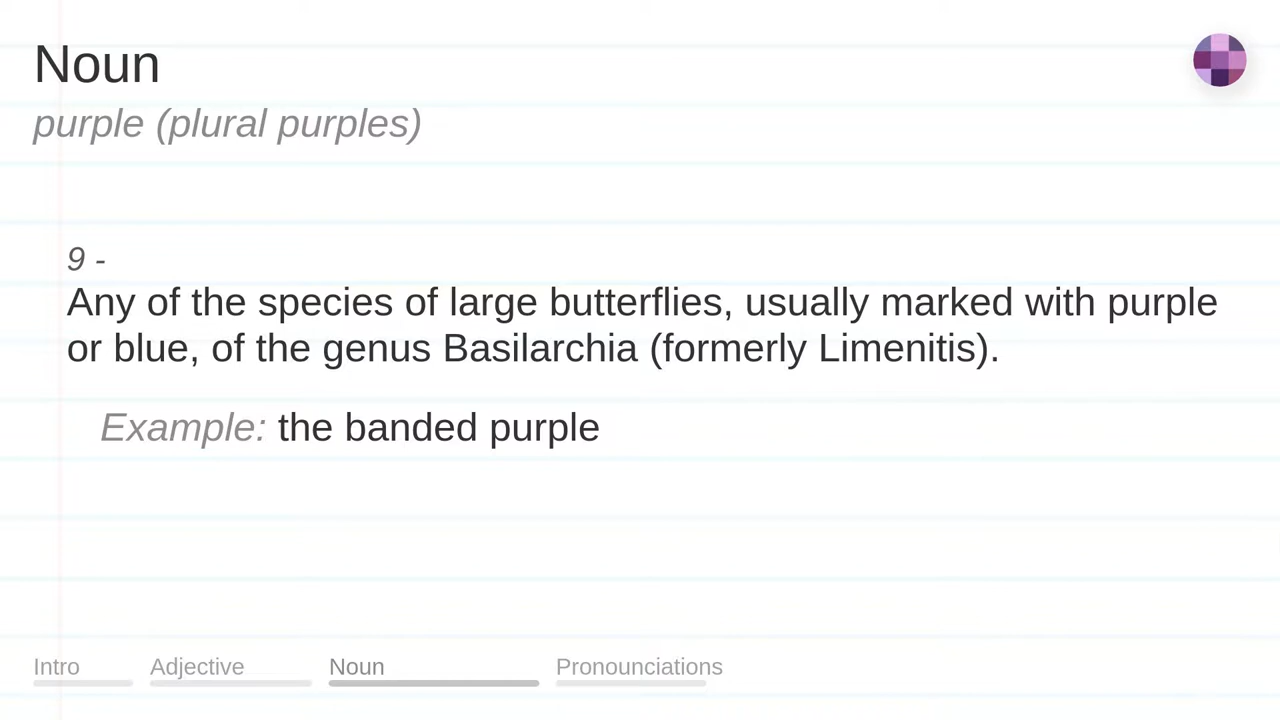 Noun
purple (plural purples)
9 -
Any of the species of large butterflies, usually marked with purple
or blue, of the genus Basilarchia (formerly Limenitis).
Example: the banded purple
Intro Adjective Noun Pronounciations